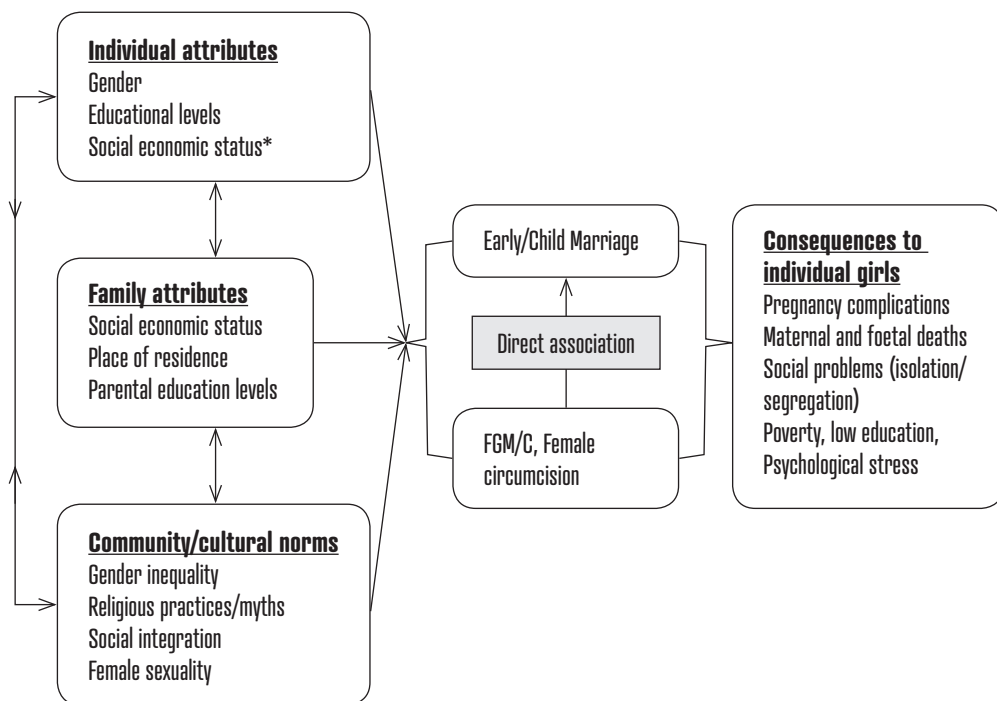 Individual attributes
Gender
Educational levels
Social economic status*
Family attributes
Social economic status
Place of residence
Parental education levels
Community/cultural norms
Gender inequality
Religious practices/myths
Social integration
Female sexuality
Early/Child Marriage
Direct association
FGM/C, Female
circumcision
Consequences to
individual girls
Pregnancy complications
Maternal and foetal deaths
Social problems (isolation/
segregation)
Poverty, low education,
Psychological stress